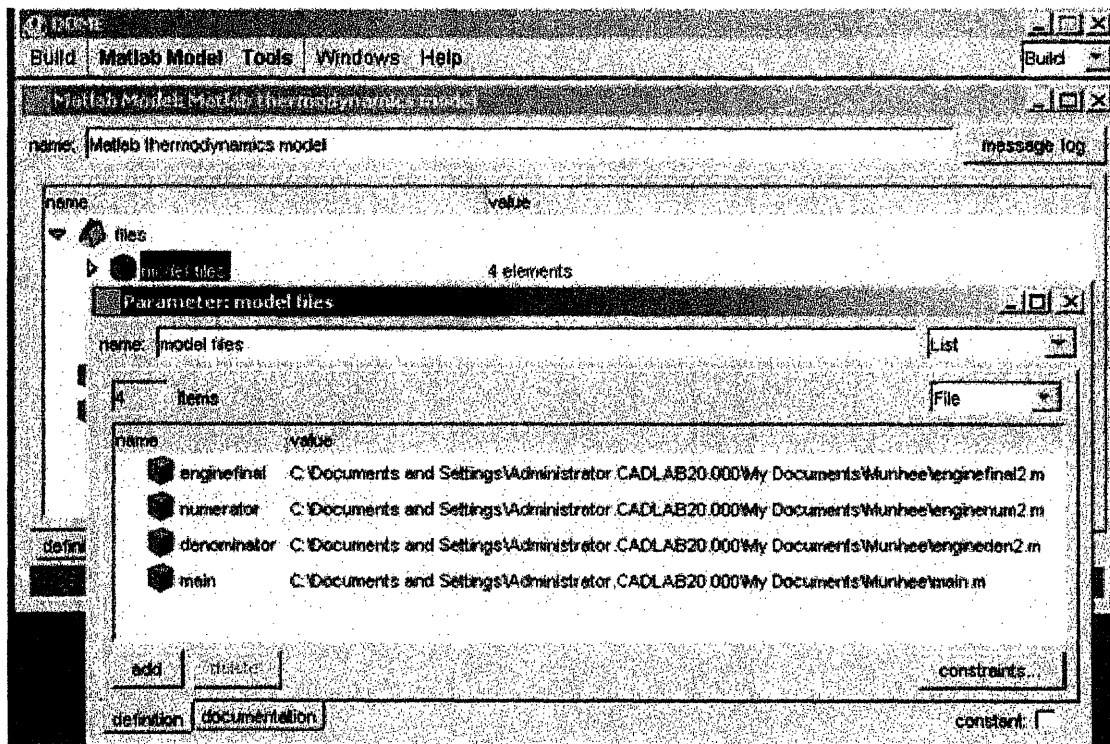 DOME
Build Matlab Model Tools Windows Help Build
Matlab Model: Matlab thermodynamics model
name: Matlab thermodynamics model message log
name value
files
model files 4 elements
Parameter: model files
name: model files List
4 items File
name value
enginefinal C:\Documents and Settings\Administrator.CADLAB20.000\My Documents\Munhee\enginefinal2.m
numerator C:\Documents and Settings\Administrator.CADLAB20.000\My Documents\Munhee\enginenum2.m
denominator C:\Documents and Settings\Administrator.CADLAB20.000\My Documents\Munhee\engineden2.m
defini
main C:\Documents and Settings\Administrator.CADLAB20.000\My Documents\Munhee\main.m
add delete constraints...
definition documentation constant: